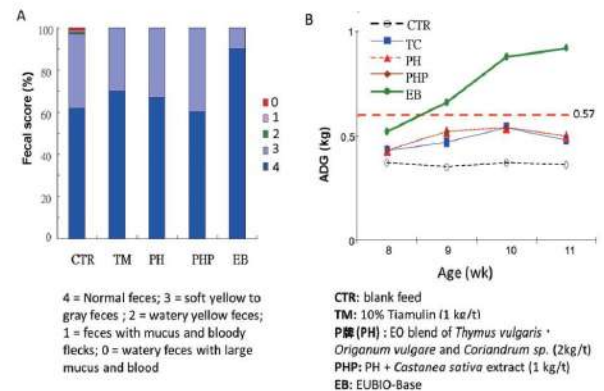 A
Fecal score (%)
100
80
60
40
20
0
CTR TM PH PHP EB
0
1
2
3
4
4 = Normal feces; 3 = soft yellow to
gray feces ; 2 = watery yellow feces;
1 = feces with mucus and bloody
flecks; 0 = watery feces with large
mucus and blood
B
CTR
TC
PH
PHP
EB
ADG (kg)
1
0.5
0
0.57
8 9 10 11
Age (wk)
CTR: blank feed
TM: 10% Tiamulin (1 kg/t)
P牌 (PH) : EO blend of Thymus vulgaris、
Origanum vulgare and Coriandrum sp. (2kg/t)
PHP: PH + Castanea sativa extract (1 kg/t)
EB: EUBIO-Base